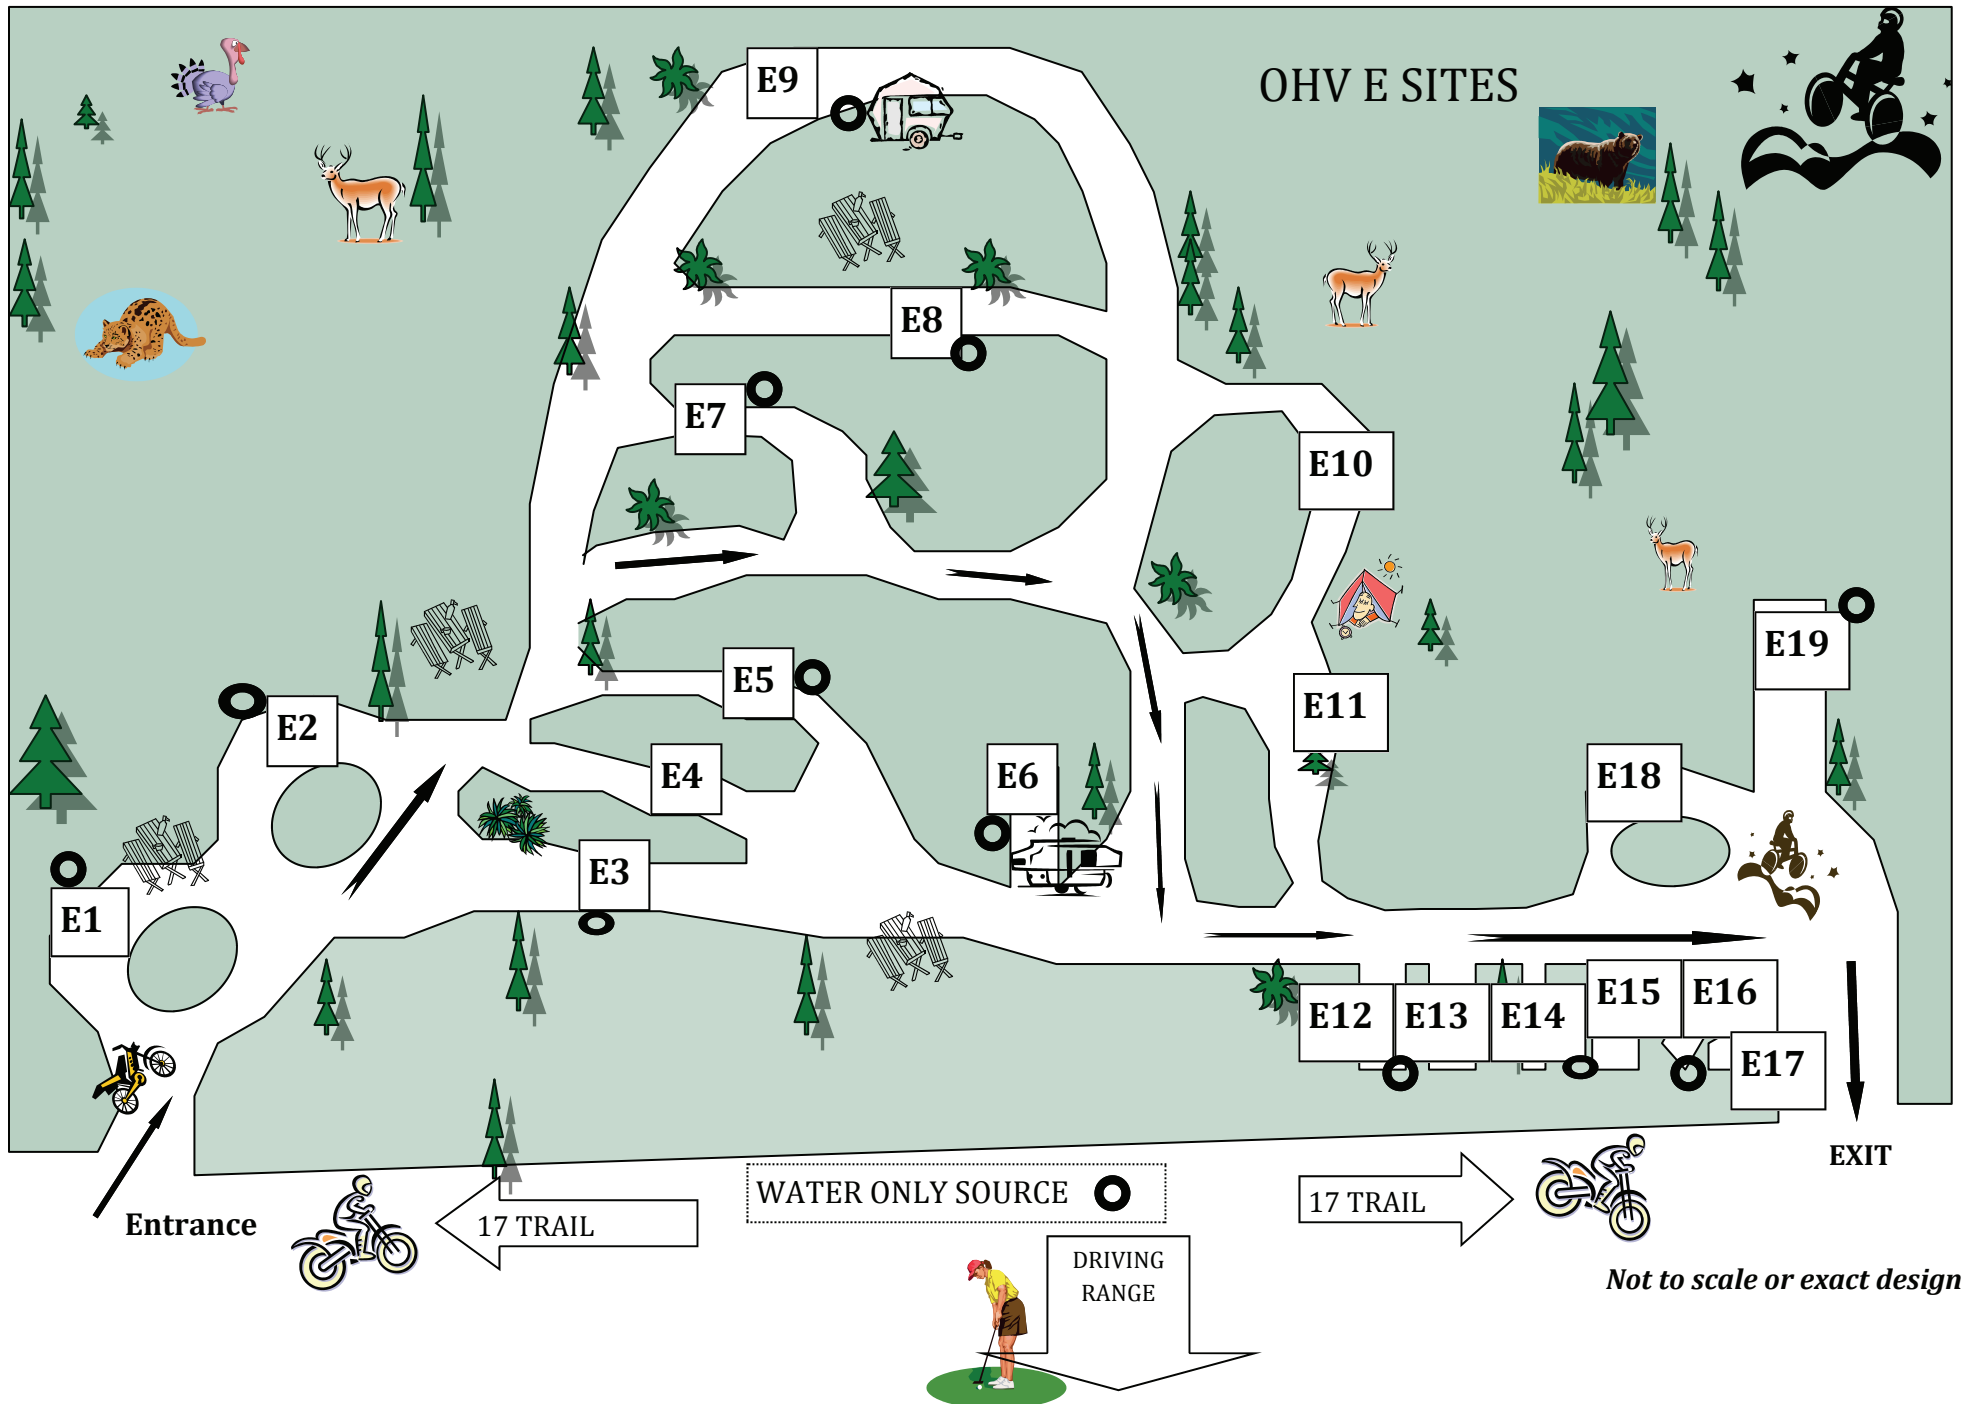 OHV E SITES
E9
E8
E7
E10
E5
E19
E2
E11
E4
E6
E18
E3
E1
E15
E16
E12
E13
E14
E17
EXIT
WATER ONLY SOURCE
17 TRAIL
17 TRAIL
Entrance
DRIVING
RANGE
Not to scale or exact design